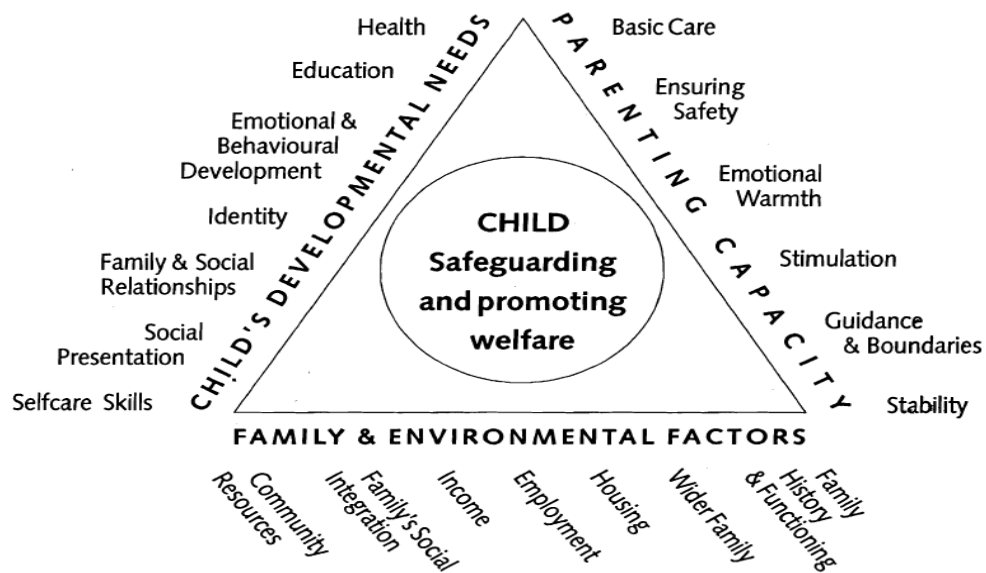 Health
Education
Emotional &
Behavioural
Development
Identity
Family & Social
Relationships
Social
Presentation
Selfcare Skills
CHILD'S DEVELOPMENTAL NEEDS
PARENTING CAPACITY
Basic Care
Ensuring
Safety
Emotional
Warmth
Stimulation
Guidance
& Boundaries
Stability
CHILD
Safeguarding
and promoting
welfare
FAMILY & ENVIRONMENTAL FACTORS
Community
Resources
Family's Social
Integration
Income
Employment
Housing
Wider Family
Family
History
& Functioning